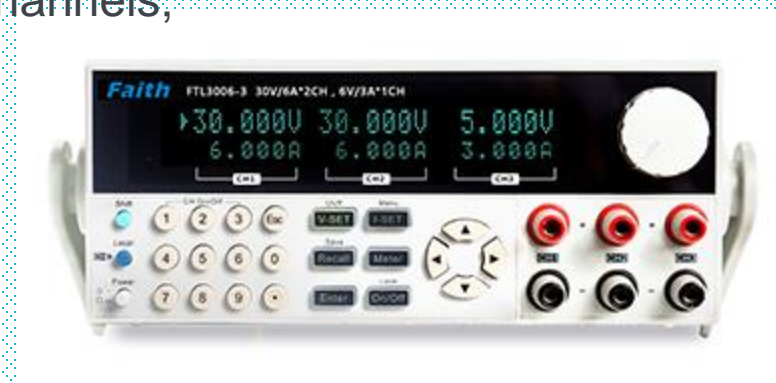 annels,
Faith FTL3006-3 30V/6A*2CH , 6V/3A*1CH
30.000V 30.000V 5.000V
6.000A 6.000A 3.000A
CH1 CH2 CH3
Shift
1 2 3 Esc V-SET I-SET
Menu
Local
4 5 6 0 Recall Meter
Save
Power
7 8 9 . Enter On/Off
Lock